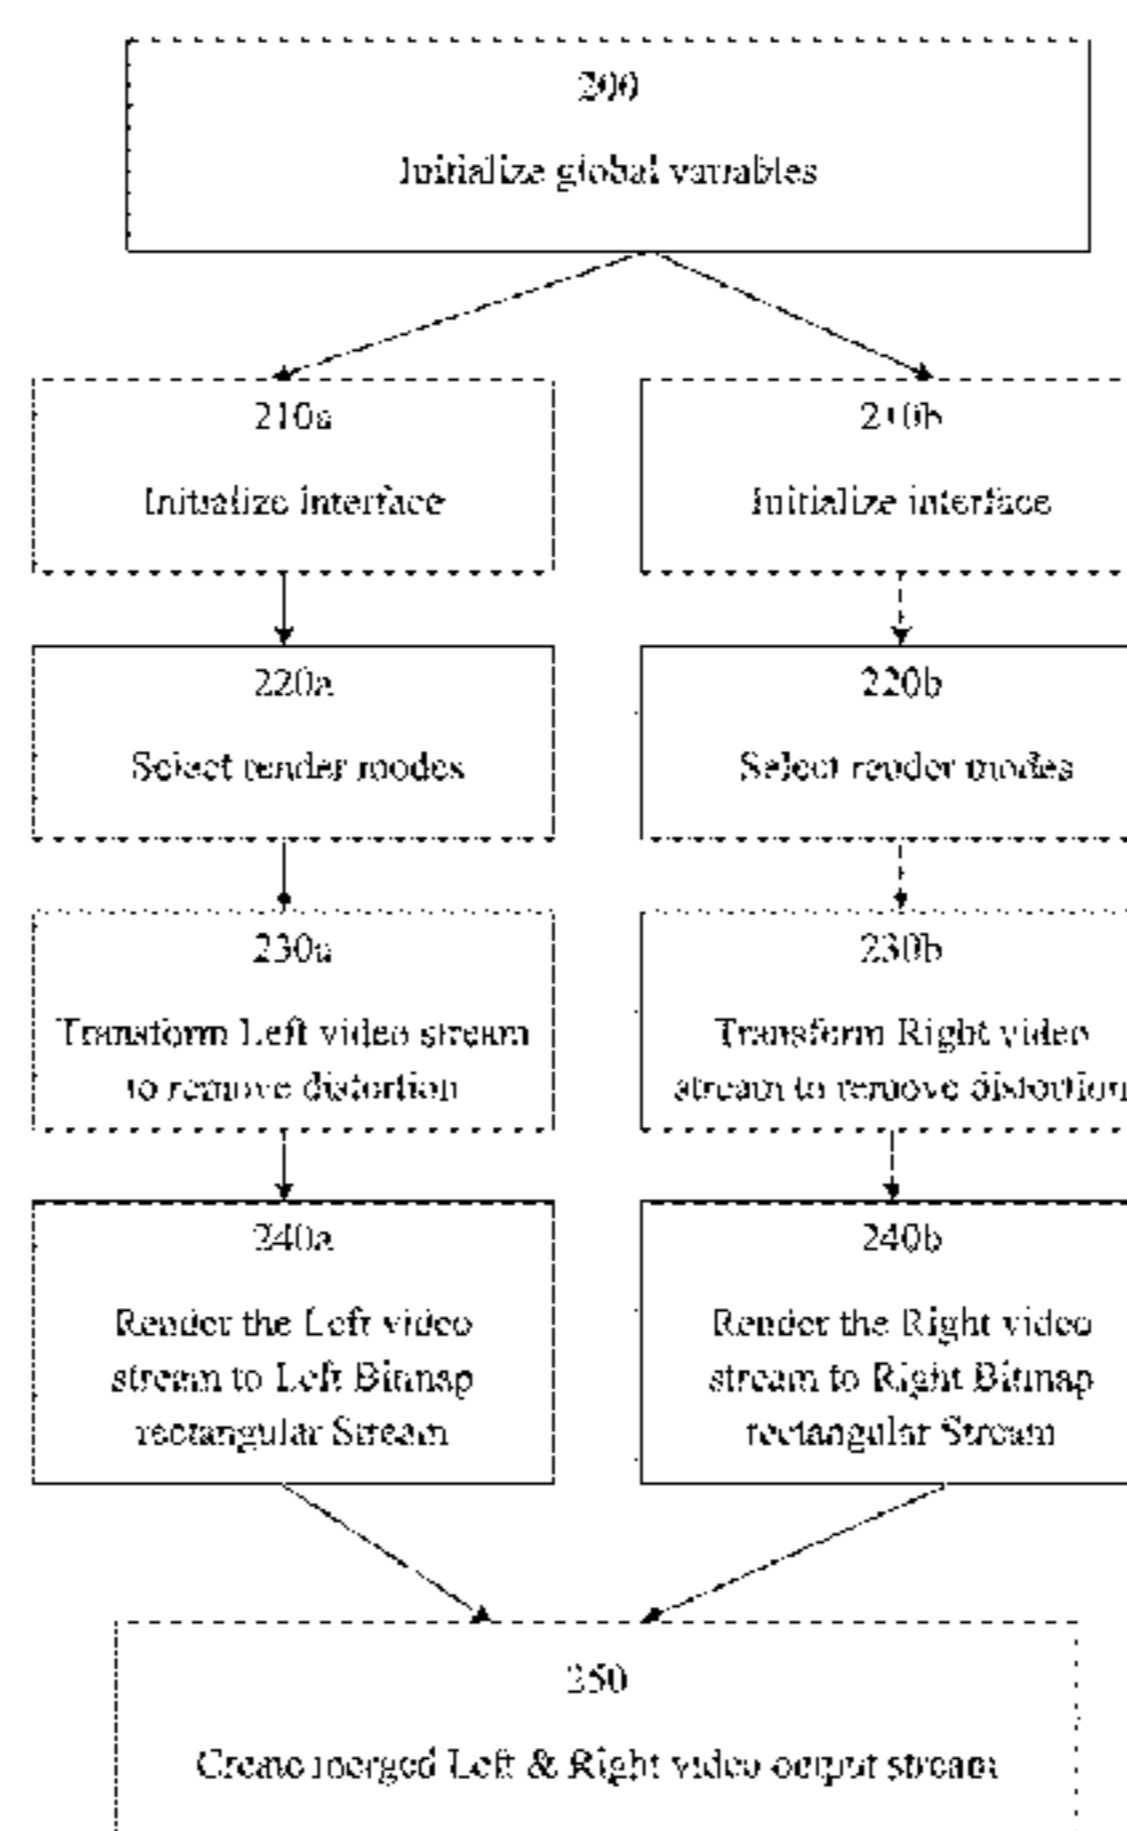 200
Initialize global variables
210a
Initialize interface
210b
Initialize interface
220a
Select render modes
220b
Select render modes
230a
Transform Left video stream
to remove distortion
230b
Transform Right video
stream to remove distortion
240a
Render the Left video
stream to Left Bitmap
rectangular Stream
240b
Render the Right video
stream to Right Bitmap
rectangular Stream
250
Create merged Left & Right video output stream